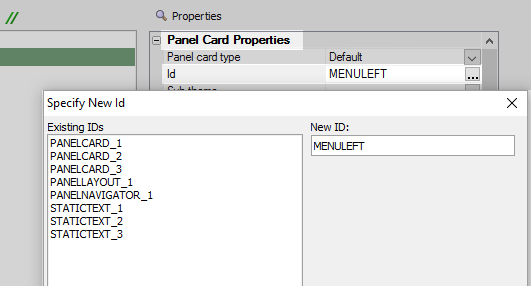 //
Properties
Panel Card Properties
Panel card type Default
Id MENULEFT ...
Sub theme
Specify New Id
Existing IDs
New ID:
PANELCARD_1
PANELCARD_2
PANELCARD_3
PANELLAYOUT_1
PANELNAVIGATOR_1
STATICTEXT_1
STATICTEXT_2
STATICTEXT_3
MENULEFT